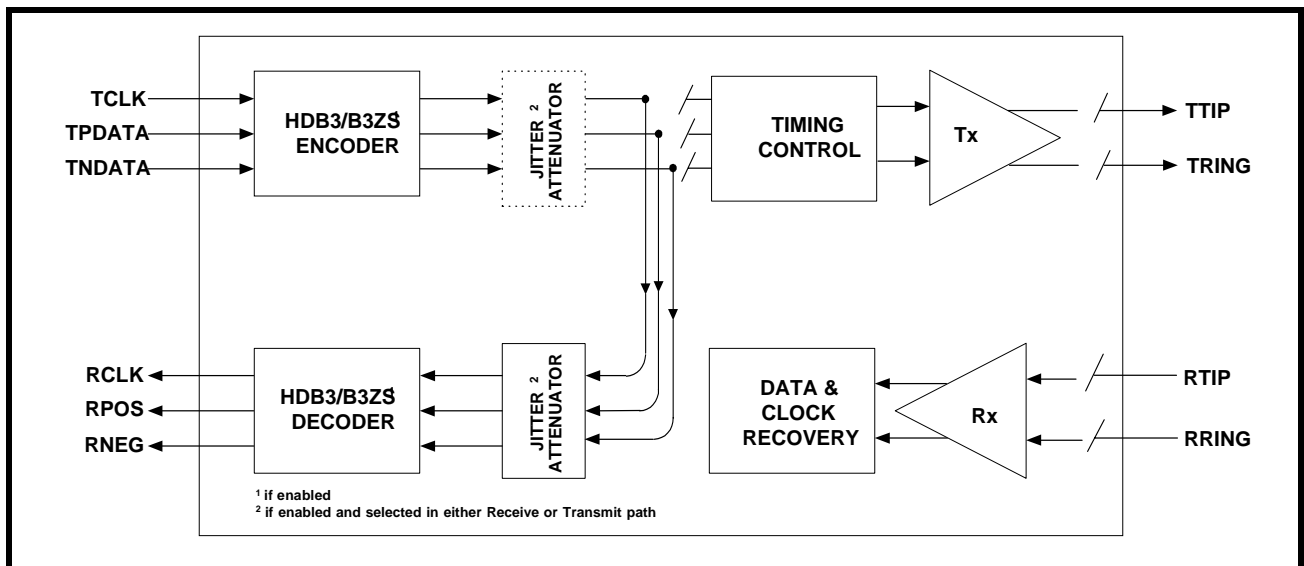 TCLK
TPDATA
TNDATA
HDB3/B3ZS1
ENCODER
JITTER 2
ATTENUATOR
TIMING
CONTROL
Tx
TTIP
TRING
RCLK
RPOS
RNEG
HDB3/B3ZS1
DECODER
JITTER 2
ATTENUATOR
DATA &
CLOCK
RECOVERY
Rx
RTIP
RRING
1 if enabled
2 if enabled and selected in either Receive or Transmit path